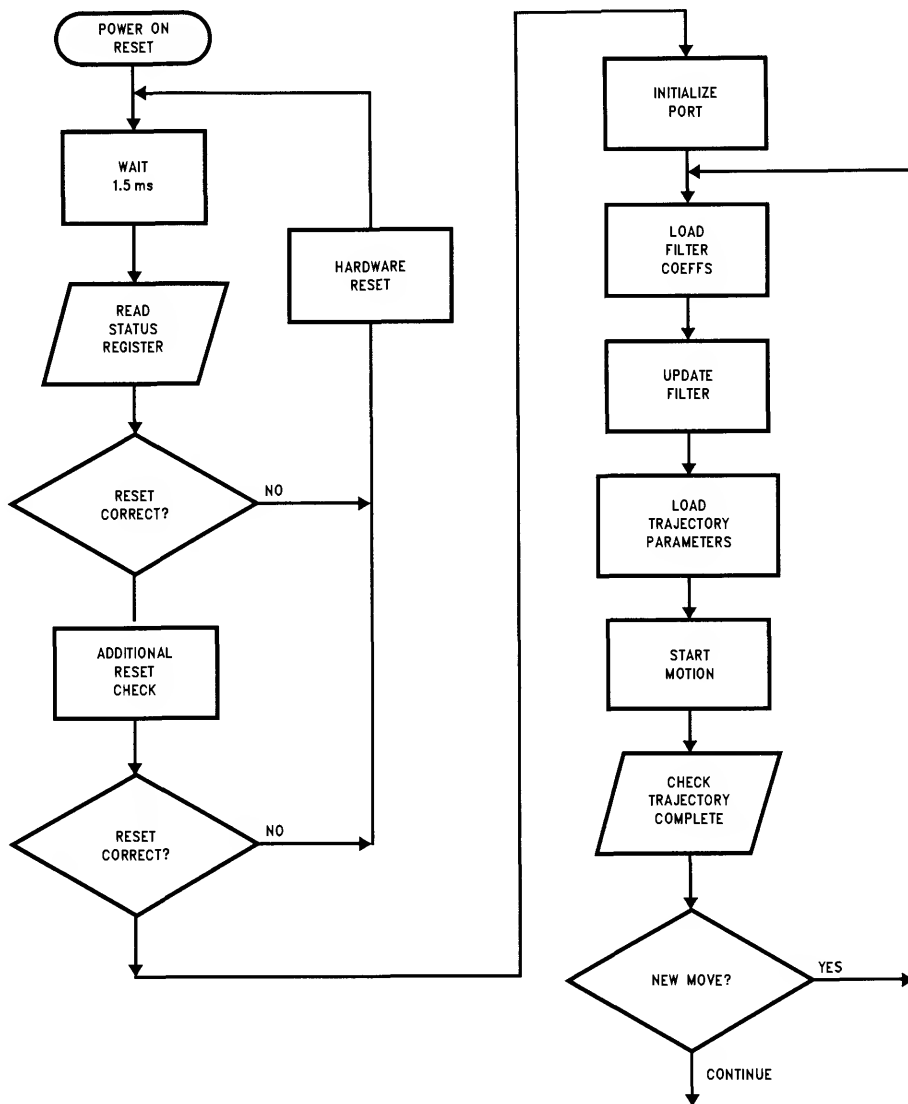 POWER ON
RESET
WAIT
1.5 ms
READ
STATUS
REGISTER
HARDWARE
RESET
RESET
CORRECT?
NO
ADDITIONAL
RESET
CHECK
RESET
CORRECT?
NO
INITIALIZE
PORT
LOAD
FILTER
COEFFS
UPDATE
FILTER
LOAD
TRAJECTORY
PARAMETERS
START
MOTION
CHECK
TRAJECTORY
COMPLETE
NEW MOVE?
YES
CONTINUE